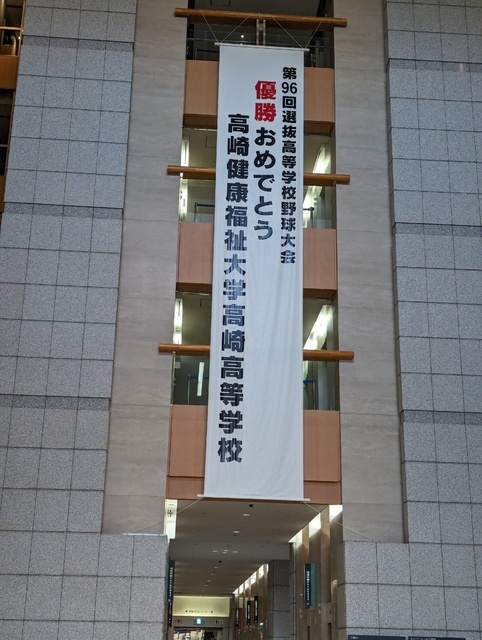 第96回選抜高等学校野球大会
優勝おめでとう
高崎健康福祉大学高崎高等学校